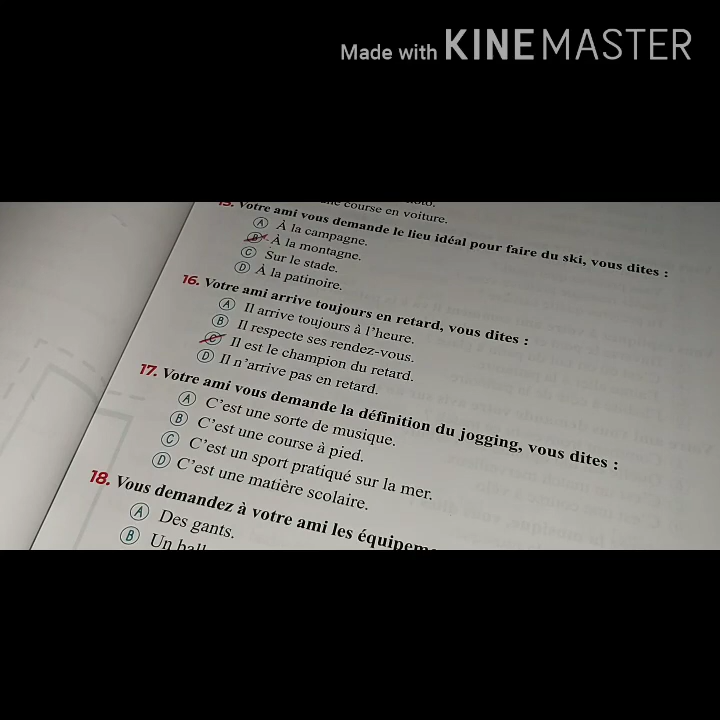 Made with KINEMASTER
une course en voiture.
15. Votre ami vous demande le lieu idéal pour faire du ski, vous dites :
A À la campagne.
B À la montagne.
C Sur le stade.
D À la patinoire.
16. Votre ami arrive toujours en retard, vous dites :
A Il arrive toujours à l'heure.
B Il respecte ses rendez-vous.
C Il est le champion du retard.
D Il n'arrive pas en retard.
17. Votre ami vous demande la définition du jogging, vous dites :
A C'est une sorte de musique.
B C'est une course à pied.
C C'est un sport pratiqué sur la mer.
D C'est une matière scolaire.
18. Vous demandez à votre ami les
A Des gants.
B Un